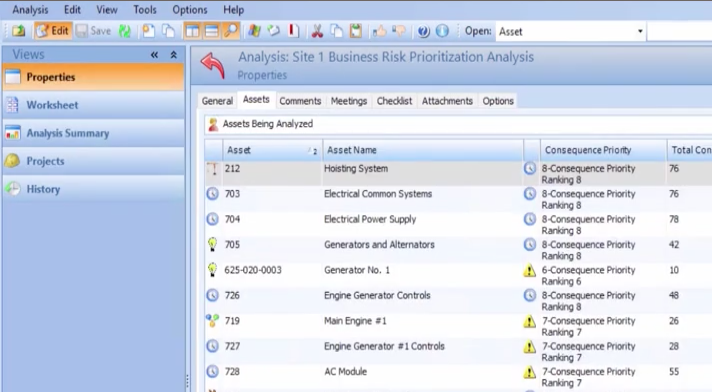 Analysis Edit View Tools Options Help
Edit Save Open: Asset
Views
Analysis: Site 1 Business Risk Prioritization Analysis
Properties
Properties
Worksheet
Analysis Summary
Projects
History
General Assets Comments Meetings Checklist Attachments Options
Assets Being Analyzed
Asset 2 Asset Name Consequence Priority Total Con
212 Hoisting System 8-Consequence Priority 76
Ranking 8
703 Electrical Common Systems 8-Consequence Priority 76
Ranking 8
704 Electrical Power Supply 8-Consequence Priority 78
Ranking 8
705 Generators and Alternators 8-Consequence Priority 42
Ranking 8
625-020-0003 Generator No. 1 6-Consequence Priority 10
Ranking 6
726 Engine Generator Controls 8-Consequence Priority 48
Ranking 8
719 Main Engine #1 7-Consequence Priority 26
Ranking 7
727 Engine Generator #1 Controls 7-Consequence Priority 28
Ranking 7
728 AC Module 7-Consequence Priority 55
Ranking 7